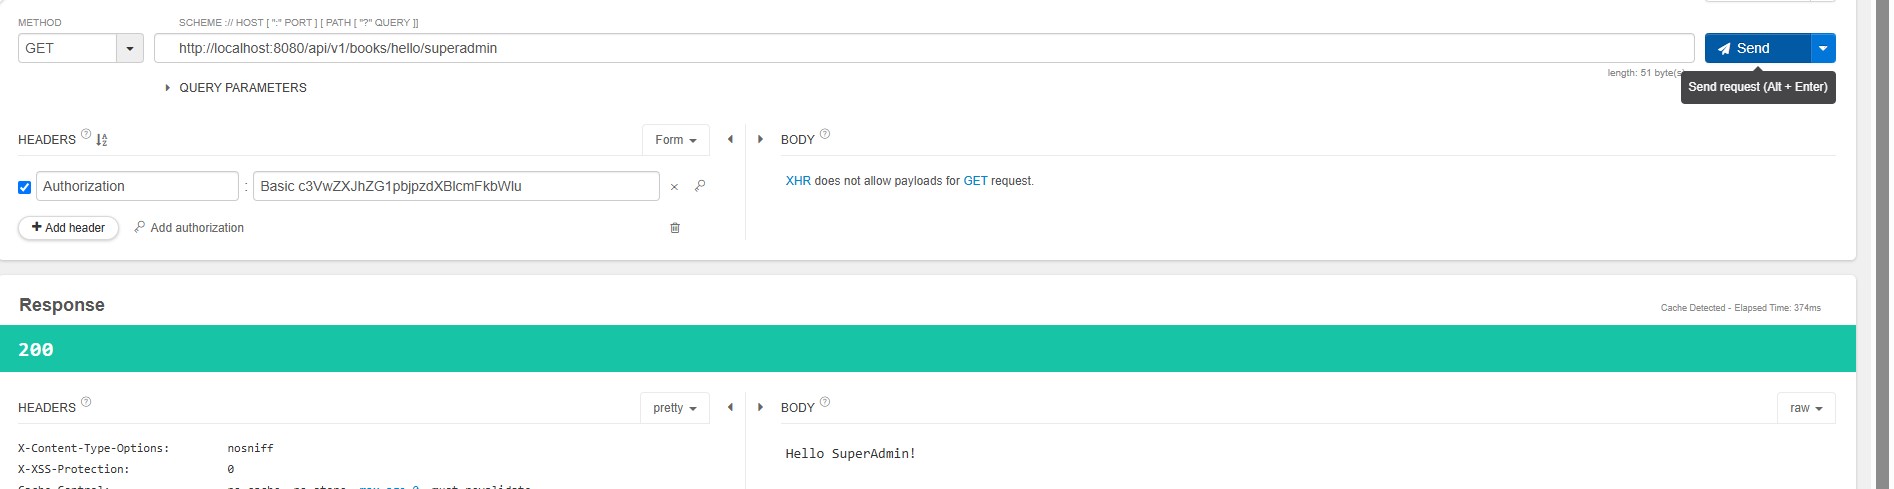 METHOD
SCHEME :// HOST [ ":" PORT ] [ PATH [ "?" QUERY ]]
GET
http://localhost:8080/api/v1/books/hello/superadmin
Send
length: 51 byte(s)
Send request (Alt + Enter)
QUERY PARAMETERS
HEADERS ?
Form
BODY ?
Authorization : Basic c3VwZXJhZG1pbjpzdXBlcmFkbWlu
XHR does not allow payloads for GET request.
+ Add header
Add authorization
Response
Cache Detected - Elapsed Time: 374ms
200
HEADERS ?
pretty
BODY ?
raw
X-Content-Type-Options: nosniff
Hello SuperAdmin!
X-XSS-Protection: 0